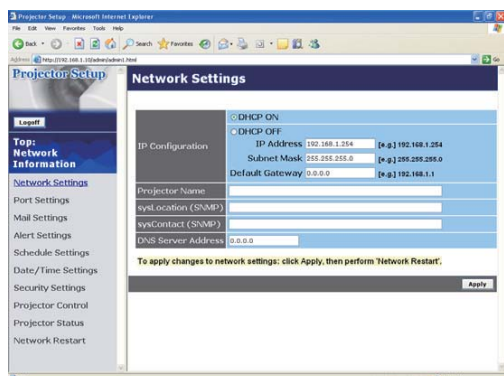 Projector Setup - Microsoft Internet Explorer
File Edit View Favorites Tools Help
Back Search Favorites
Address http://192.168.1.10/admin/admin1.html Go
Projector Setup
Logoff
Top:
Network
Information
Network Settings
Port Settings
Mail Settings
Alert Settings
Schedule Settings
Date/Time Settings
Security Settings
Projector Control
Projector Status
Network Restart
Network Settings
IP Configuration
DHCP ON
DHCP OFF
IP Address 192.168.1.254 [e.g.] 192.168.1.254
Subnet Mask 255.255.255.0 [e.g.] 255.255.255.0
Default Gateway 0.0.0.0 [e.g.] 192.168.1.1
Projector Name
sysLocation (SNMP)
sysContact (SNMP)
DNS Server Address 0.0.0.0
To apply changes to network settings: click Apply, then perform 'Network Restart'.
Apply